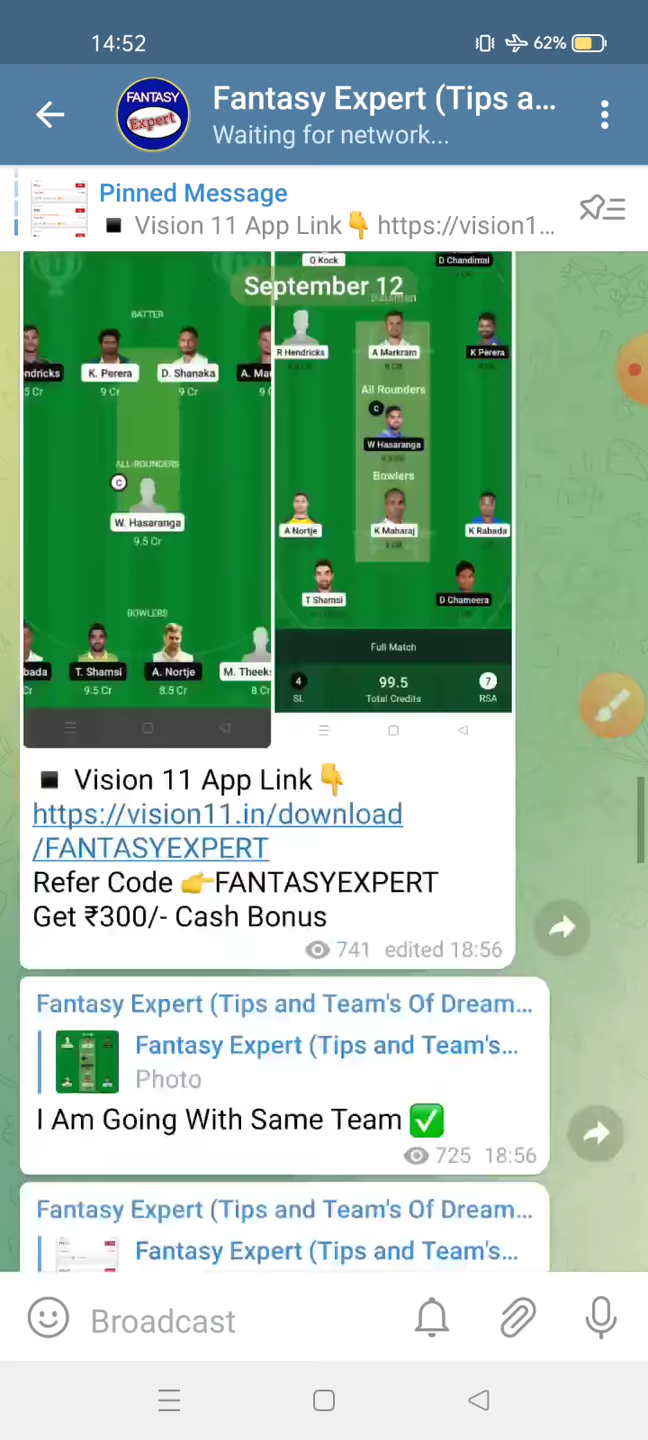 14:52
62%
FANTASY
Expert
Fantasy Expert (Tips a...
Waiting for network...
Pinned Message
◾ Vision 11 App Link👇 https://vision1...
September 12
BATTER
ndricks
K. Perera
D. Shanaka
A. Ma
5 Cr
9 Cr
9 Cr
9
ALL-ROUNDERS
C
W. Hasaranga
9.5 Cr
BOWLERS
bada
T. Shamsi
A. Nortje
M. Theek
Cr
9.5 Cr
8.5 Cr
8 C
Q Kock
D Chandimal
R Hendricks
A Markram
K Perera
All Rounders
C
W Hasaranga
Bowlers
A Nortje
K Maharaj
K Rabada
T Shamsi
D Chameera
Full Match
4
99.5
7
SL
Total Credits
RSA
◾ Vision 11 App Link👇
https://vision11.in/download
/FANTASYEXPERT
Refer Code 👉FANTASYEXPERT
Get ₹300/- Cash Bonus
741 edited 18:56
Fantasy Expert (Tips and Team's Of Dream...
Fantasy Expert (Tips and Team's...
Photo
I Am Going With Same Team ✅
725 18:56
Fantasy Expert (Tips and Team's Of Dream...
Fantasy Expert (Tips and Team's...
Broadcast